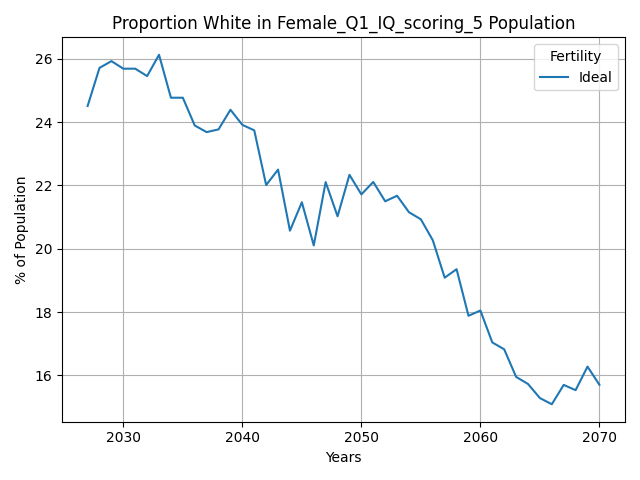 Proportion White in Female_Q1_IQ_scoring_5 Population
Fertility
Ideal
% of Population
26
24
22
20
18
16
2030 2040 2050 2060 2070
Years